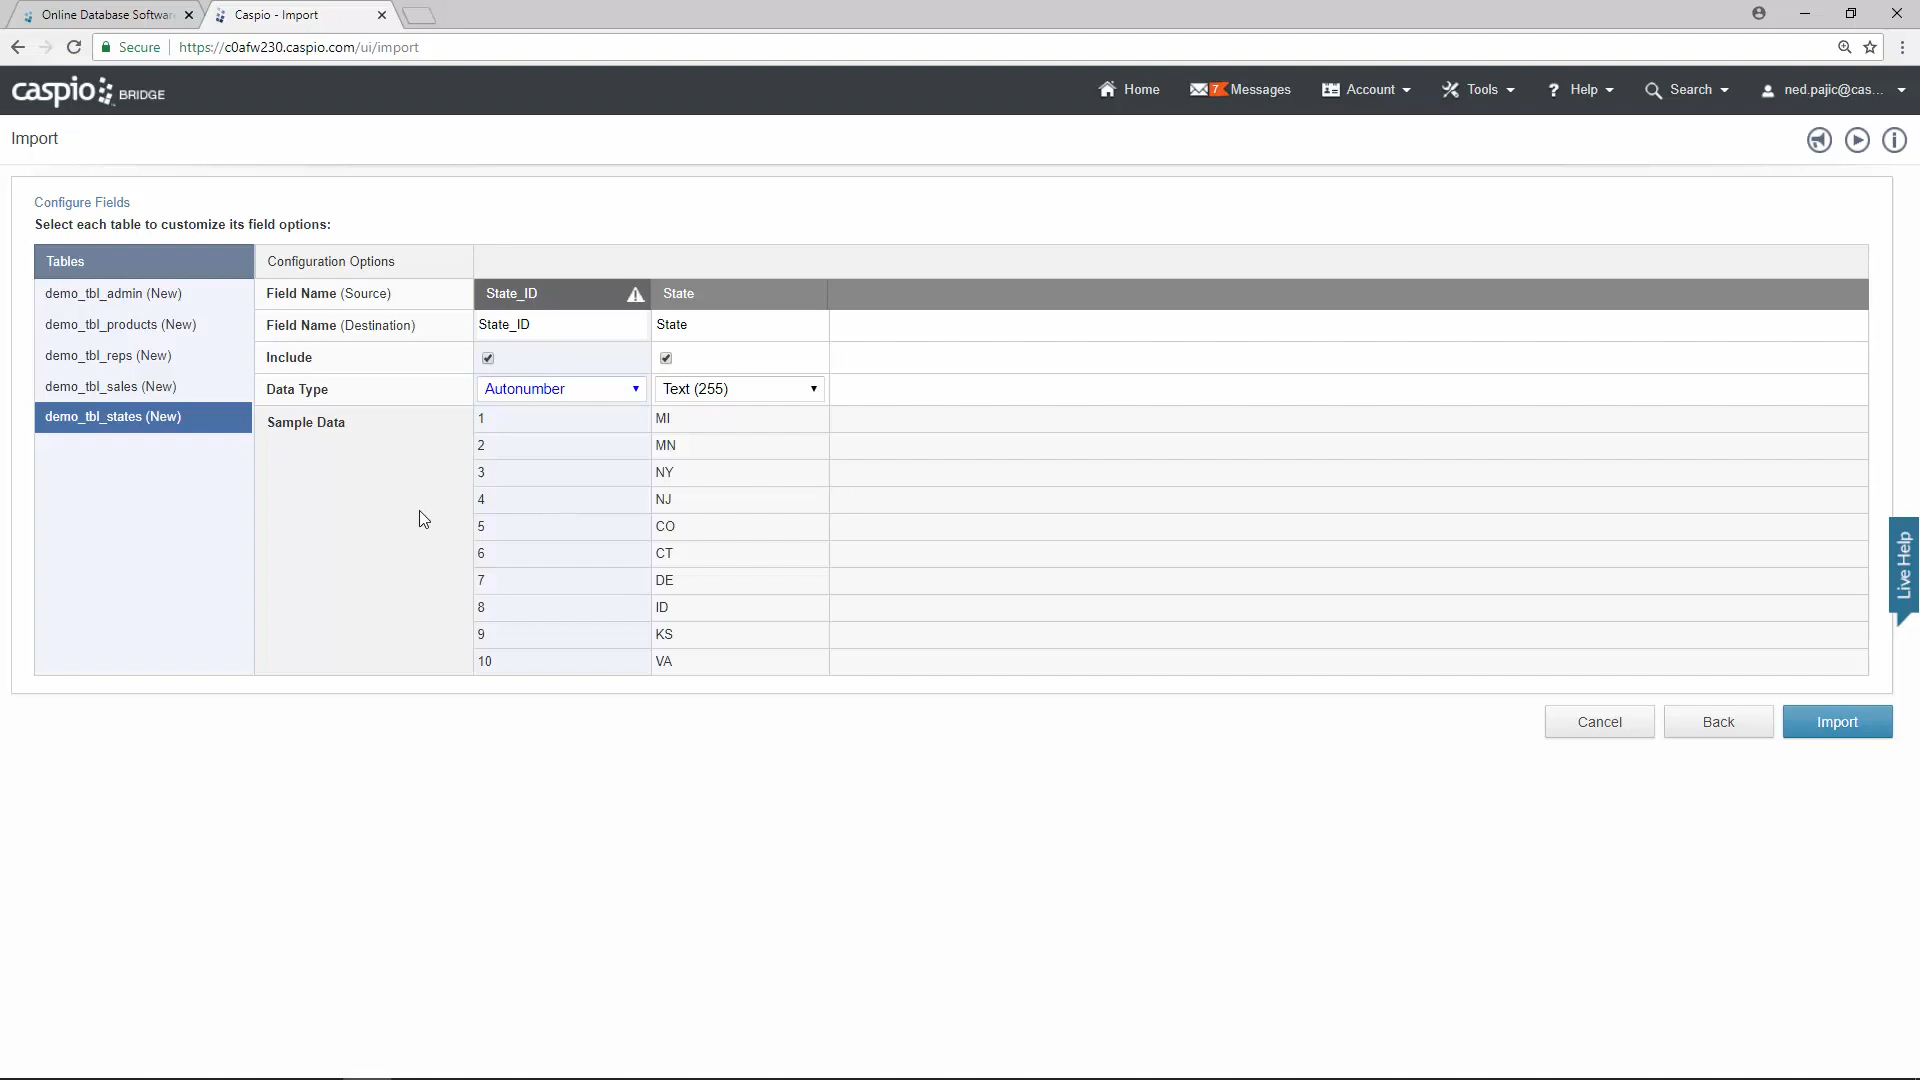 Online Database Softwar
Caspio - Import
Secure
https://c0afw230.caspio.com/ui/import
caspio BRIDGE
Home
7 Messages
Account
Tools
? Help
Search
ned.pajic@cas...
Import
Configure Fields
Select each table to customize its field options:
Tables
Configuration Options
demo_tbl_admin (New)
Field Name (Source)
State_ID
State
demo_tbl_products (New)
Field Name (Destination)
State_ID
State
demo_tbl_reps (New)
Include
demo_tbl_sales (New)
Data Type
Autonumber
Text (255)
demo_tbl_states (New)
Sample Data
1 MI
2 MN
3 NY
4 NJ
5 CO
6 CT
7 DE
8 ID
9 KS
10 VA
Live Help
Cancel
Back
Import